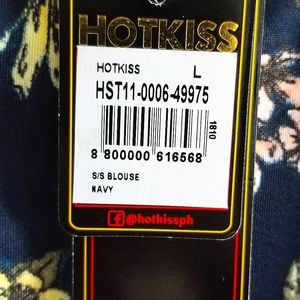 HOTKISS
HOTKISS L
HST11-0006-49975
1810
8 800000 616568
S/S BLOUSE
NAVY
@hotkissph